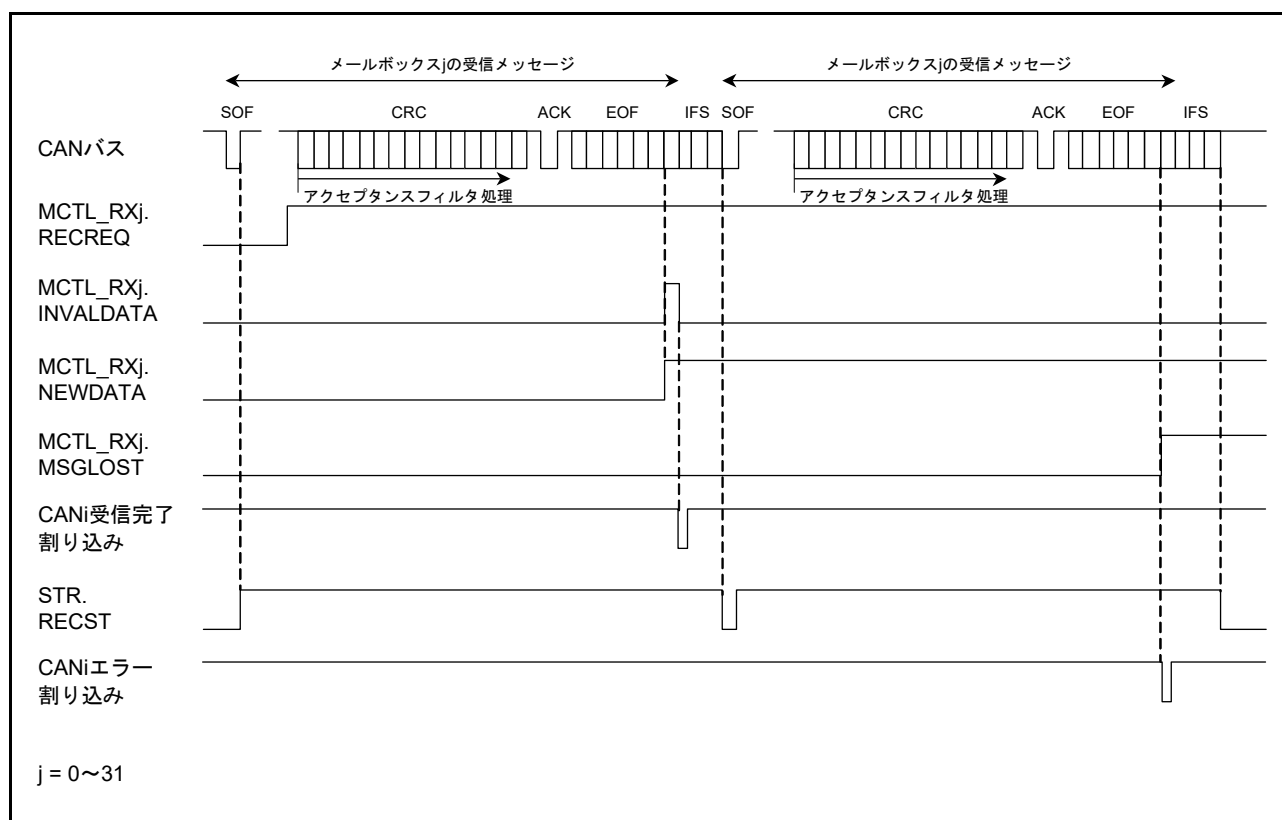 メールボックスjの受信メッセージ メールボックスjの受信メッセージ
SOF CRC ACK EOF IFS SOF CRC ACK EOF IFS
CANバス
アクセプタンスフィルタ処理 アクセプタンスフィルタ処理
MCTL_RXj.
RECREQ
MCTL_RXj.
INVALDATA
MCTL_RXj.
NEWDATA
MCTL_RXj.
MSGLOST
CANi受信完了
割り込み
STR.
RECST
CANiエラー
割り込み
j = 0～31